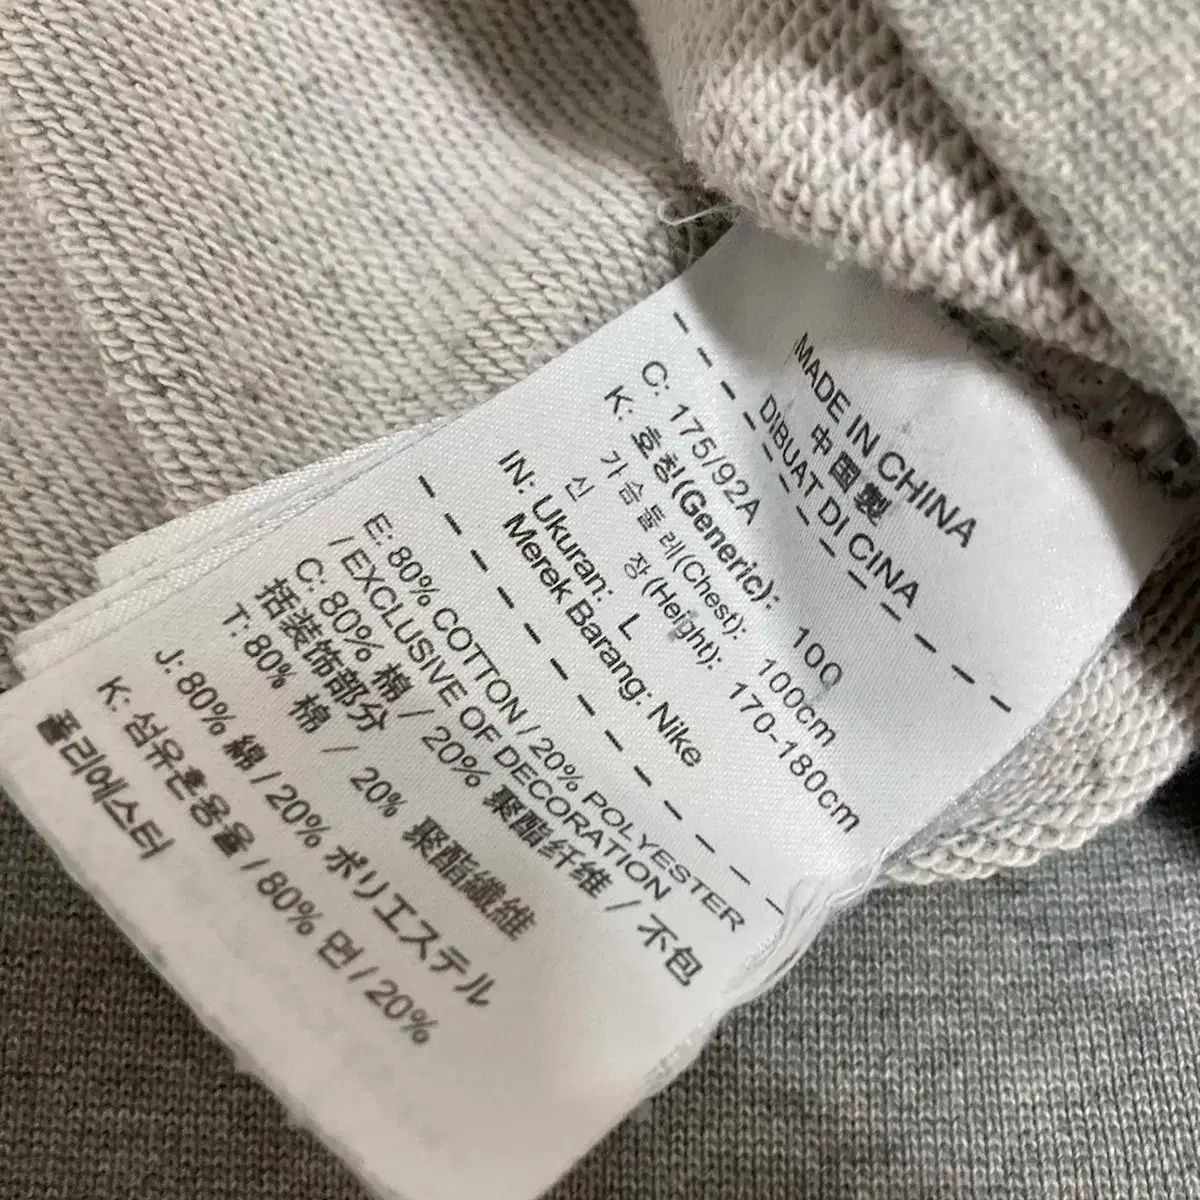 MADE IN CHINA
中国製
DIBUAT DI CINA
C: 175/92A
K: 호칭(Generic): 100
가슴둘레(Chest): 100cm
신 장(Height): 170-180cm
IN: Ukuran: L
Merek Barang: Nike
E: 80% COTTON / 20% POLYESTER
/ EXCLUSIVE OF DECORATION
C: 80% 棉 / 20% 聚酯纤维 / 不包
括装饰部分
T: 80% 棉 / 20% 聚酯纖維
J: 80% 綿 / 20% ポリエステル
K: 섬유혼용율 / 80% 면 / 20%
폴리에스터